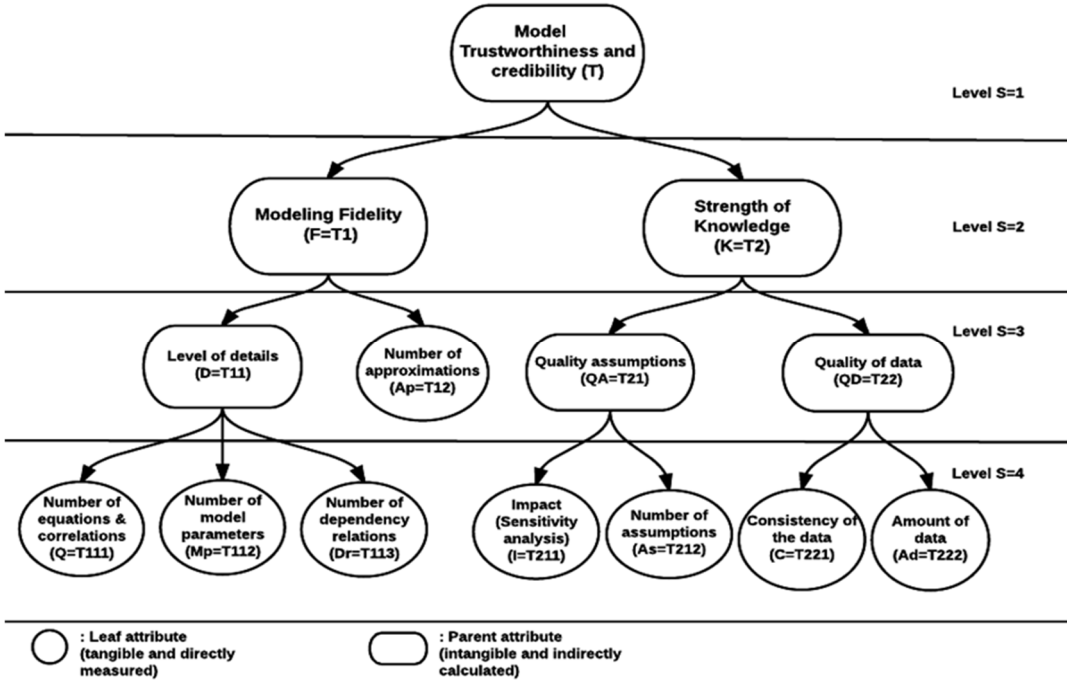 Model
Trustworthiness and
credibility (T)
Level S=1
Modeling Fidelity
(F=T1)
Strength of
Knowledge
(K=T2)
Level S=2
Level of details
(D=T11)
Number of
approximations
(Ap=T12)
Quality assumptions
(QA=T21)
Quality of data
(QD=T22)
Level S=3
Number of
equations &
correlations
(Q=T111)
Number of
model
parameters
(Mp=T112)
Number of
dependency
relations
(Dr=T113)
Impact
(Sensitivity
analysis)
(I=T211)
Number of
assumptions
(As=T212)
Consistency of
the data
(C=T221)
Amount of
data
(Ad=T222)
Level S=4
: Leaf attribute
(tangible and directly
measured)
: Parent attribute
(intangible and indirectly
calculated)